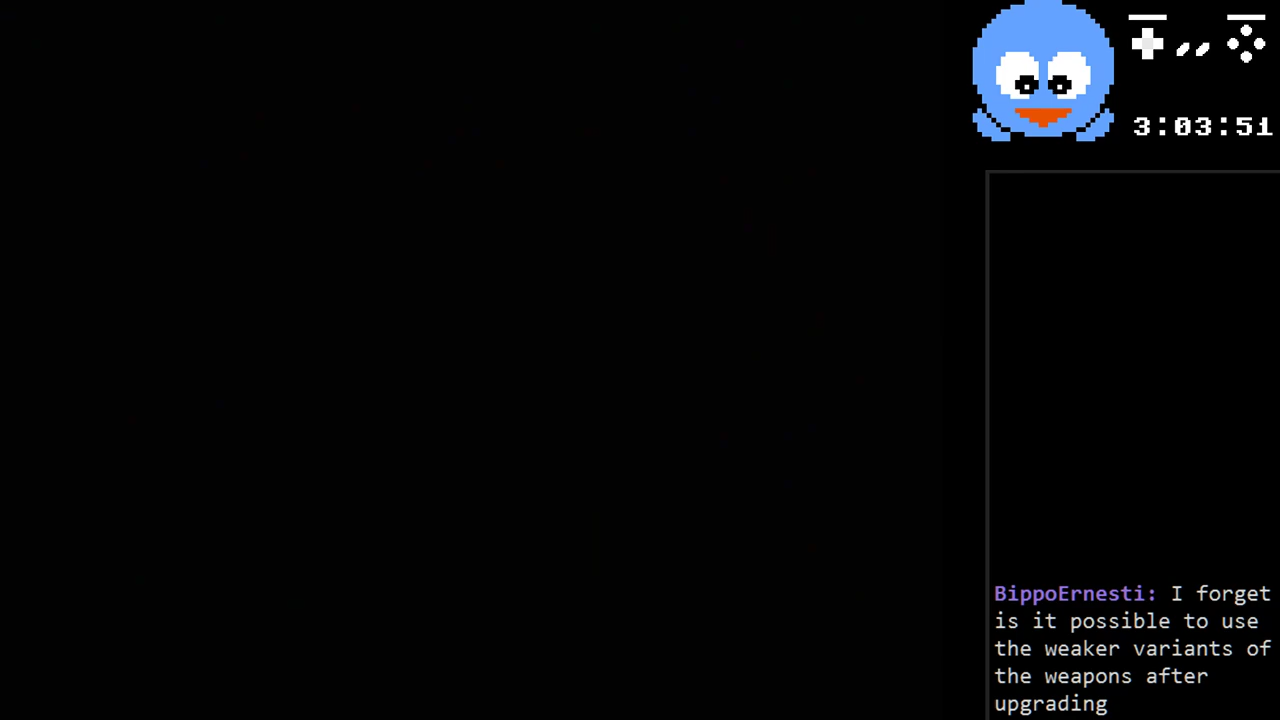 3:03:51
BippoErnesti: I forget
is it possible to use
the weaker variants of
the weapons after
upgrading